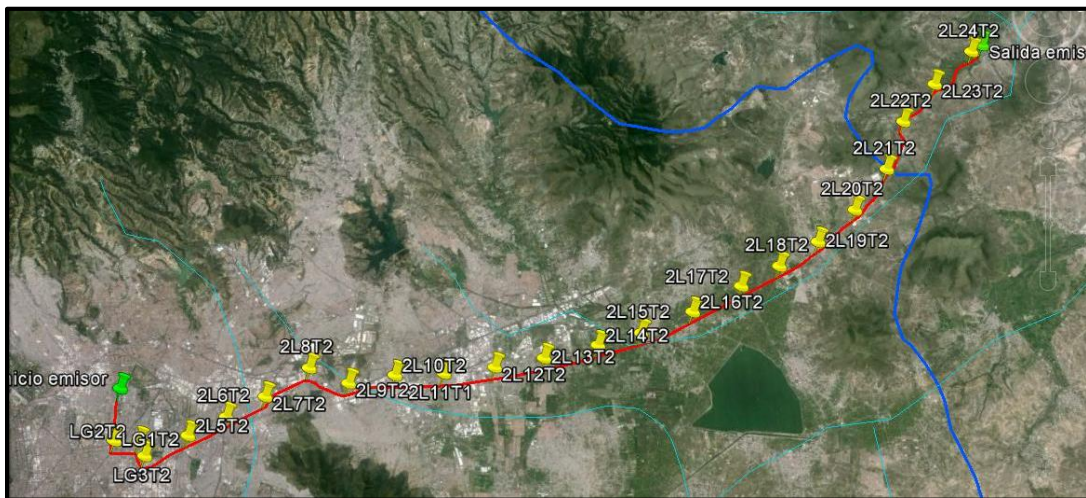 2L24T2
Salida emis
2L23T2
2L22T2
2L21T2
2L20T2
2L19T2
2L18T2
2L17T2
2L16T2
2L15T2
2L14T2
2L13T2
2L12T2
2L8T2
2L10T2
2L9T2
2L11T1
nicio emisor
2L6T2
2L7T2
2L5T2
LG2T2
LG1T2
LG3T2